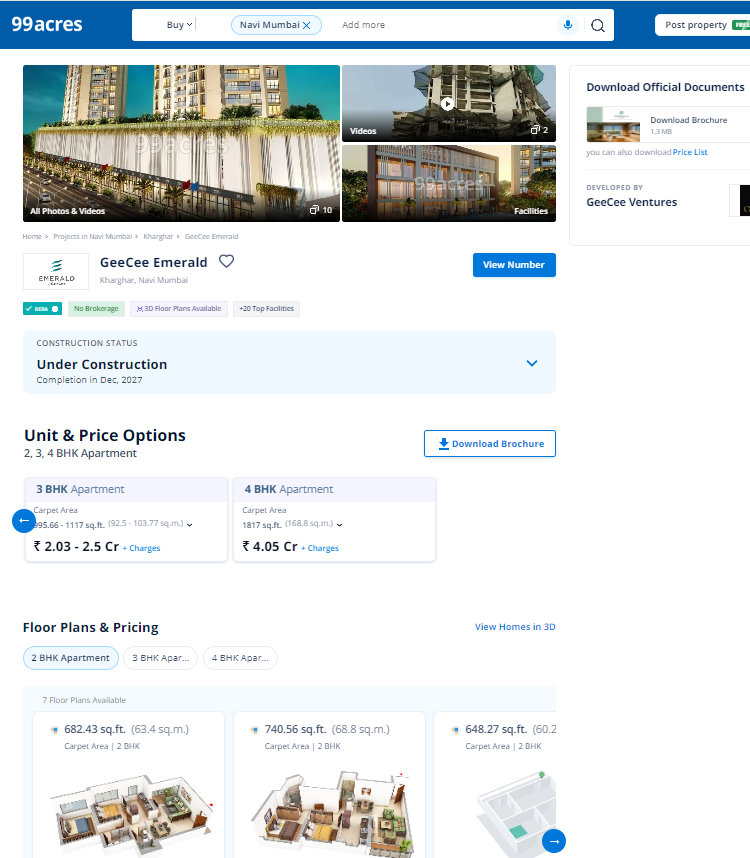 99acres
Buy
Navi Mumbai
Add more
Post property FREE
99acres
All Photos & Videos
10
Videos
2
99acres
Facilities
Download Official Documents
Download Brochure
1.3 MB
you can also download Price List
DEVELOPED BY
GeeCee Ventures
Home > Projects in Navi Mumbai > Kharghar > GeeCee Emerald
EMERALD
GeeCee Emerald
Kharghar, Navi Mumbai
View Number
RERA
No Brokerage
3D Floor Plans Available
+20 Top Facilities
CONSTRUCTION STATUS
Under Construction
Completion in Dec, 2027
Unit & Price Options
2, 3, 4 BHK Apartment
Download Brochure
3 BHK Apartment
Carpet Area
995.66 - 1117 sq.ft. (92.5 - 103.77 sq.m.)
₹ 2.03 - 2.5 Cr + Charges
4 BHK Apartment
Carpet Area
1817 sq.ft. (168.8 sq.m.)
₹ 4.05 Cr + Charges
Floor Plans & Pricing
View Homes in 3D
2 BHK Apartment
3 BHK Apar...
4 BHK Apar...
7 Floor Plans Available
682.43 sq.ft. (63.4 sq.m.)
Carpet Area | 2 BHK
740.56 sq.ft. (68.8 sq.m.)
Carpet Area | 2 BHK
648.27 sq.ft. (60.2
Carpet Area | 2 BHK